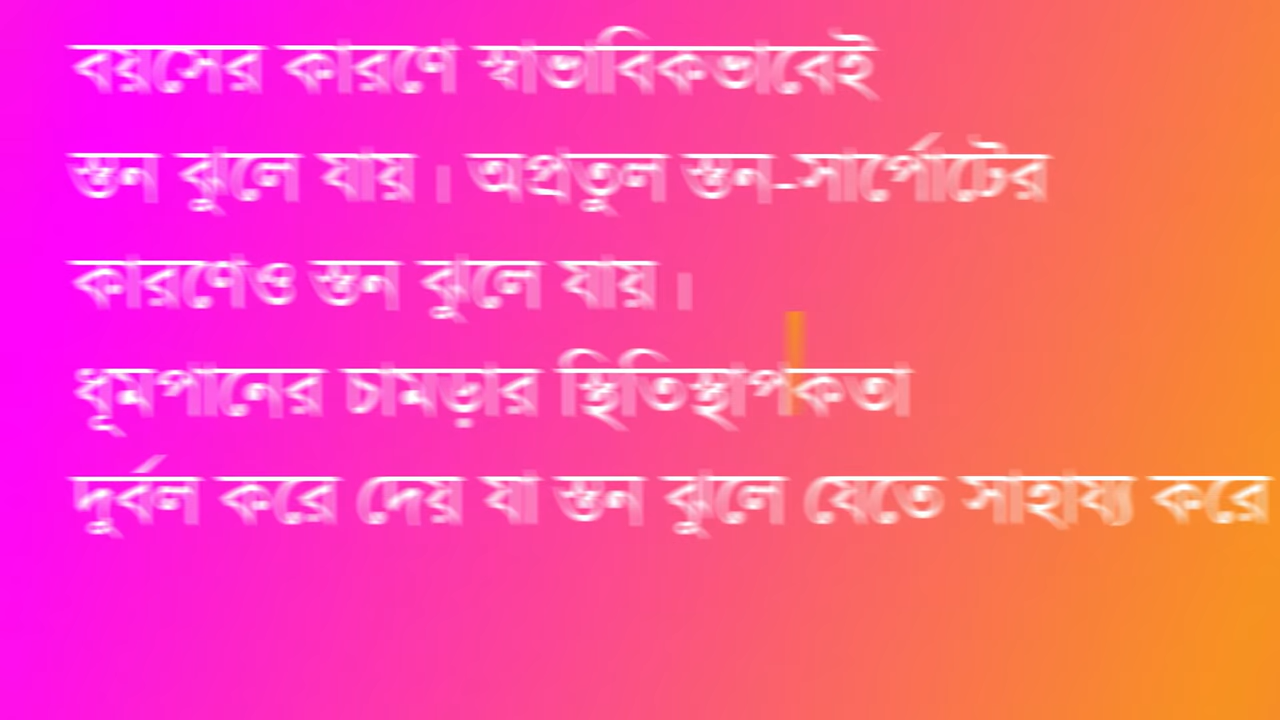 বয়সের কারণে স্বাভাবিকভাবেই
স্তন ঝুলে যায়। অপ্রতুল স্তন-সার্পোটের
কারণেও স্তন ঝুলে যায়।
ধূমপানের চামড়ার স্থিতিস্থাপকতা
দুর্বল করে দেয় যা স্তন ঝুলে যেতে সাহায্য করে